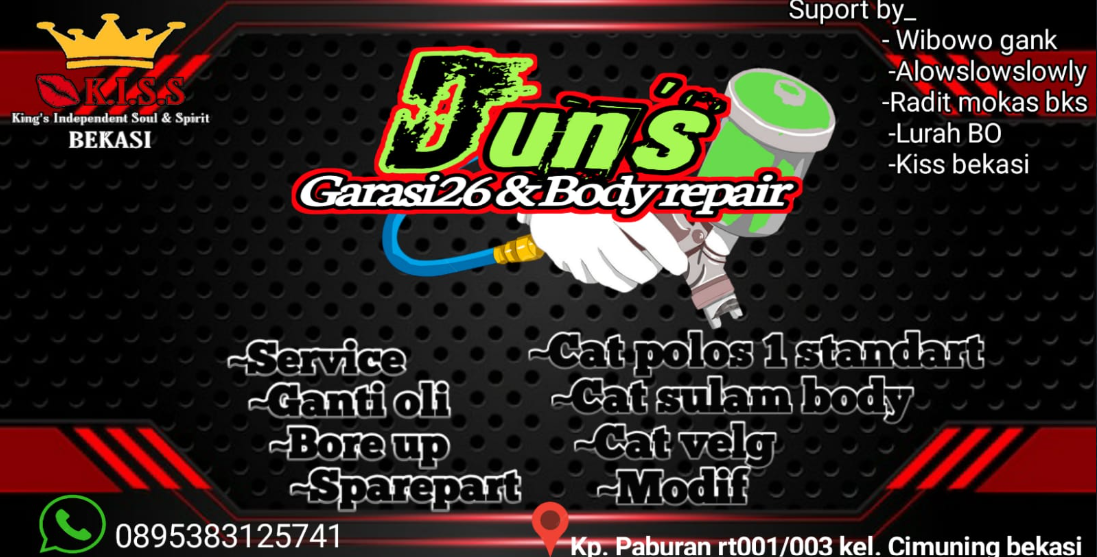 K.I.S.S
King's Independent Soul & Spirit
BEKASI
Suport by_
- Wibowo gank
-Alowslowslowly
-Radit mokas bks
-Lurah BO
-Kiss bekasi
Jun's
Garasi26 & Body repair
~Service
~Ganti oli
~Bore up
~Sparepart
~Cat polos 1 standart
~Cat sulam body
~Cat velg
~Modif
0895383125741
Kp. Paburan rt001/003 kel. Cimuning bekasi